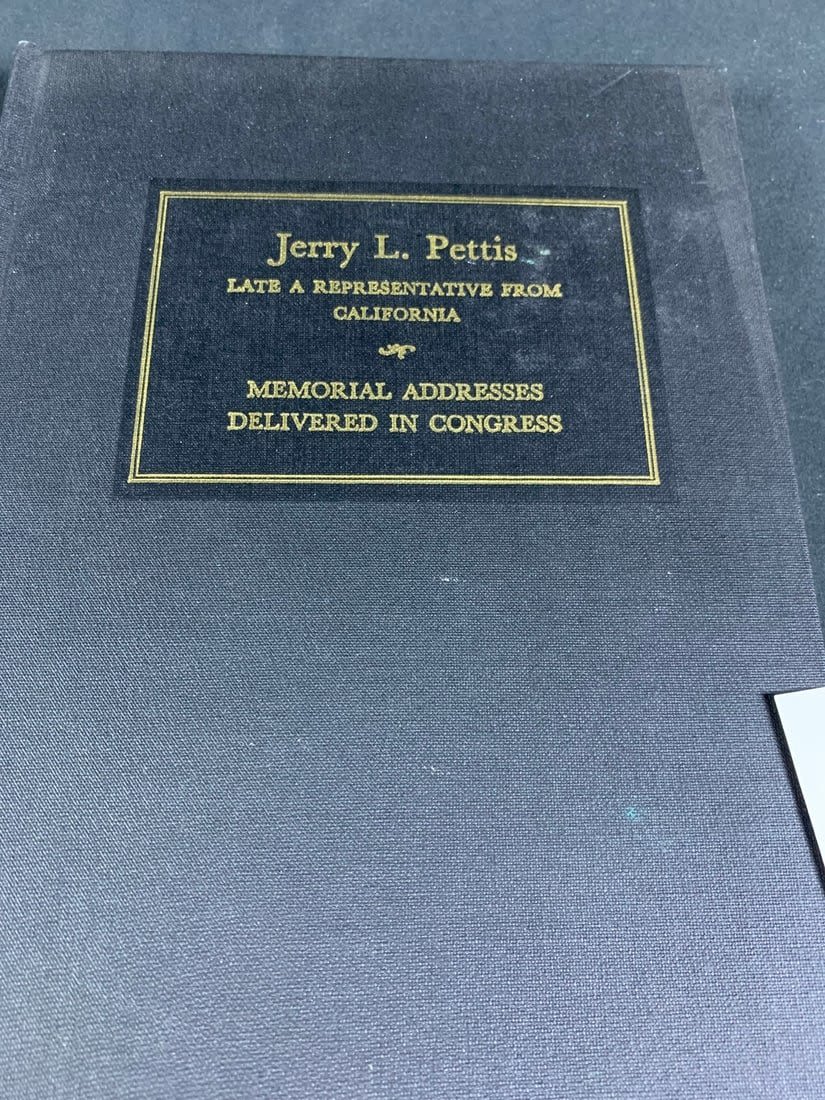 Jerry L. Pettis
LATE A REPRESENTATIVE FROM
CALIFORNIA
MEMORIAL ADDRESSES
DELIVERED IN CONGRESS